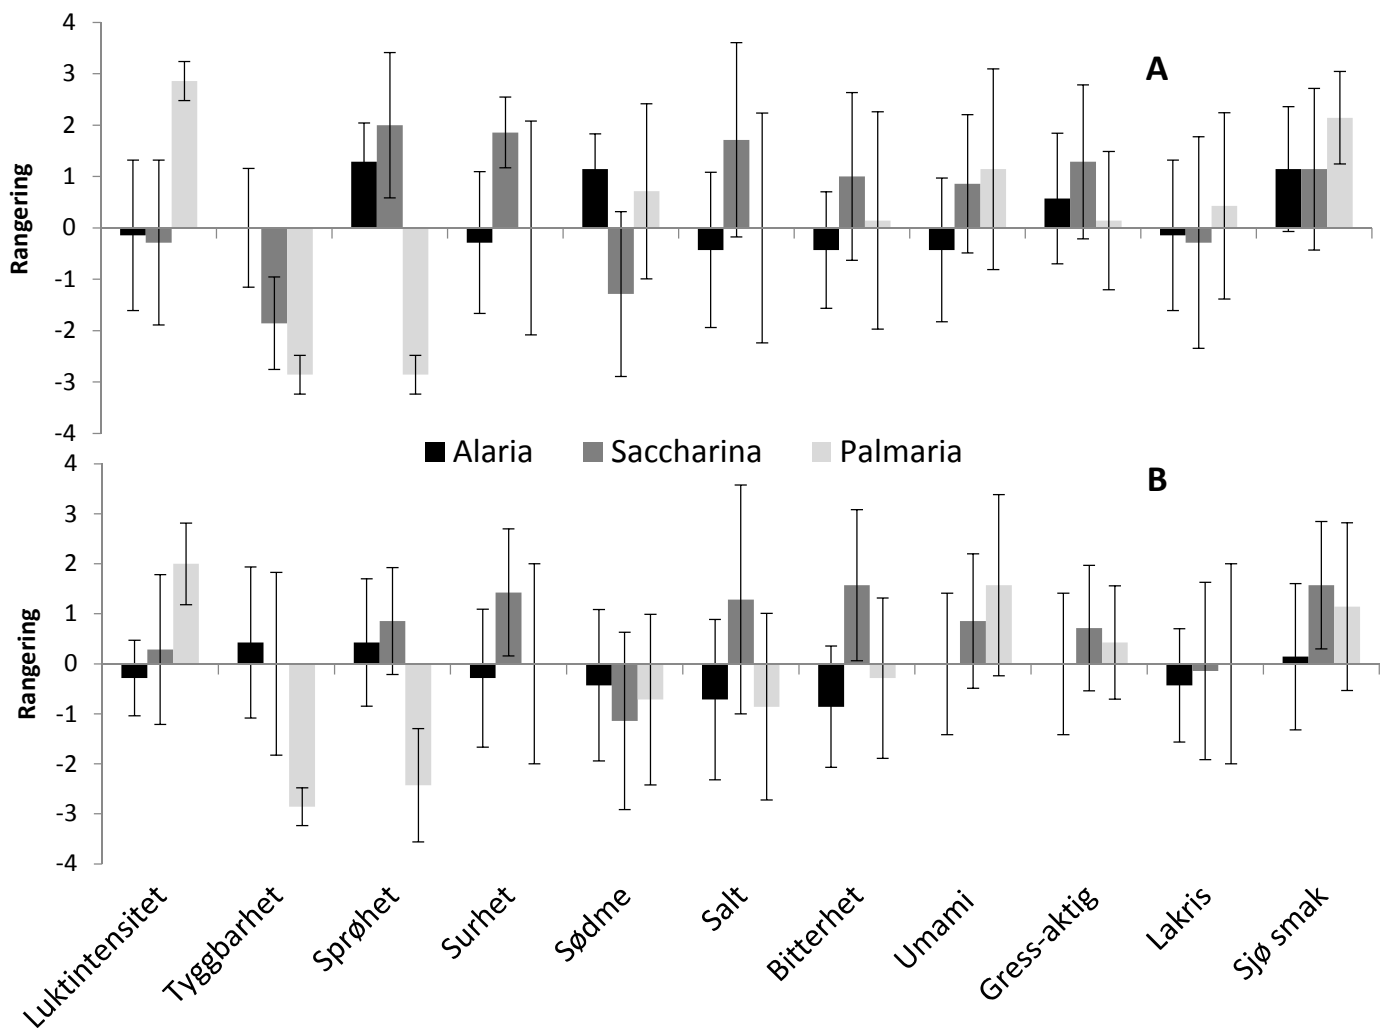 4
3
2
1
0
-1
-2
-3
-4
Rangering
A
Alaria Saccharina Palmaria
4
3
2
1
0
-1
-2
-3
-4
Rangering
B
Luktintensitet
Tyggbarhet
Sprøhet
Surhet
Sødme
Salt
Bitterhet
Umami
Gress-aktig
Lakris
Sjø smak